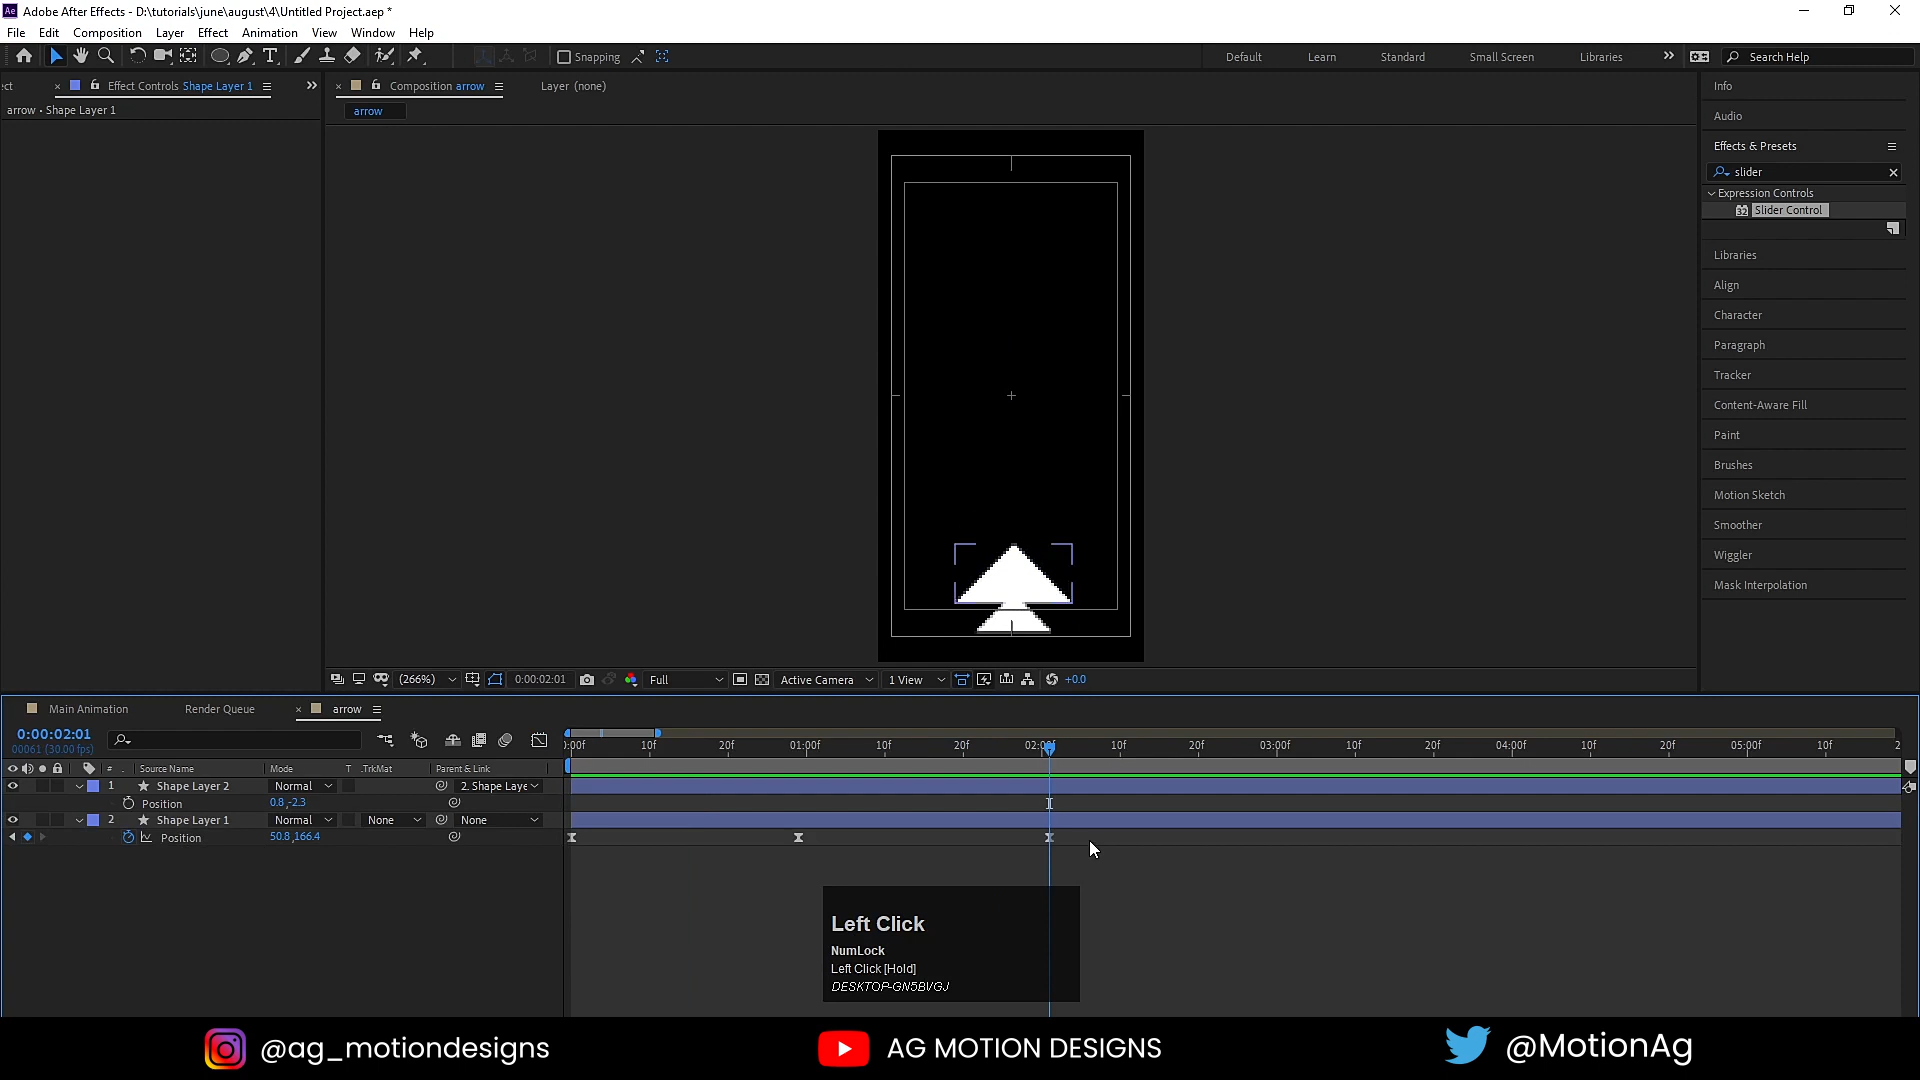 Ae Adobe After Effects - D:\tutorials\june\august\4\Untitled Project.aep *
File Edit Composition Layer Effect Animation View Window Help
Snapping Default Learn Standard Small Screen Libraries Search Help
ect × Effect Controls Shape Layer 1
arrow • Shape Layer 1
× Composition arrow Layer (none)
arrow
Info
Audio
Effects & Presets
slider
Expression Controls
32 Slider Control
Libraries
Align
Character
Paragraph
Tracker
Content-Aware Fill
Paint
Brushes
Motion Sketch
Smoother
Wiggler
Mask Interpolation
(266%) 0:00:02:01 Full Active Camera 1 View +0.0
Main Animation Render Queue × arrow
0:00:02:01
00061 (30.00 fps)
):00f 10f 20f 01:00f 10f 20f 02:00f 10f 20f 03:00f 10f 20f 04:00f 10f 20f 05:00f 10f 2
# Source Name Mode T .TrkMat Parent & Link
1 Shape Layer 2 Normal 2. Shape Laye
Position 0.8,-2.3
2 Shape Layer 1 Normal None None
Position 50.8,166.4
Left Click
NumLock
Left Click [Hold]
DESKTOP-GN5BVGJ
@ag_motiondesigns AG MOTION DESIGNS @MotionAg